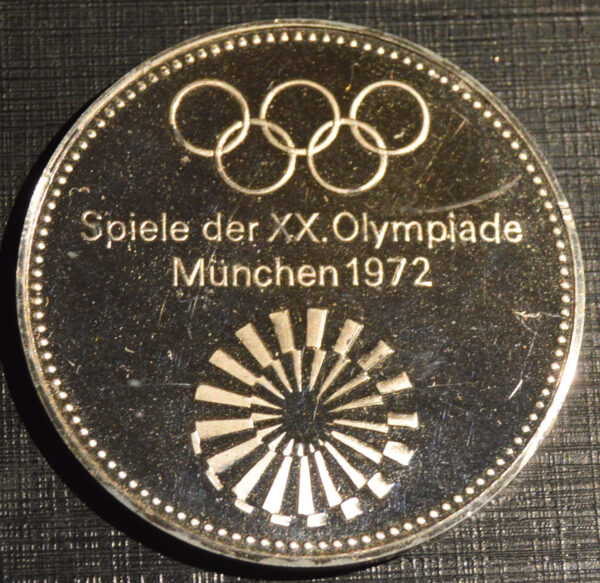 Spiele der XX. Olympiade
München 1972